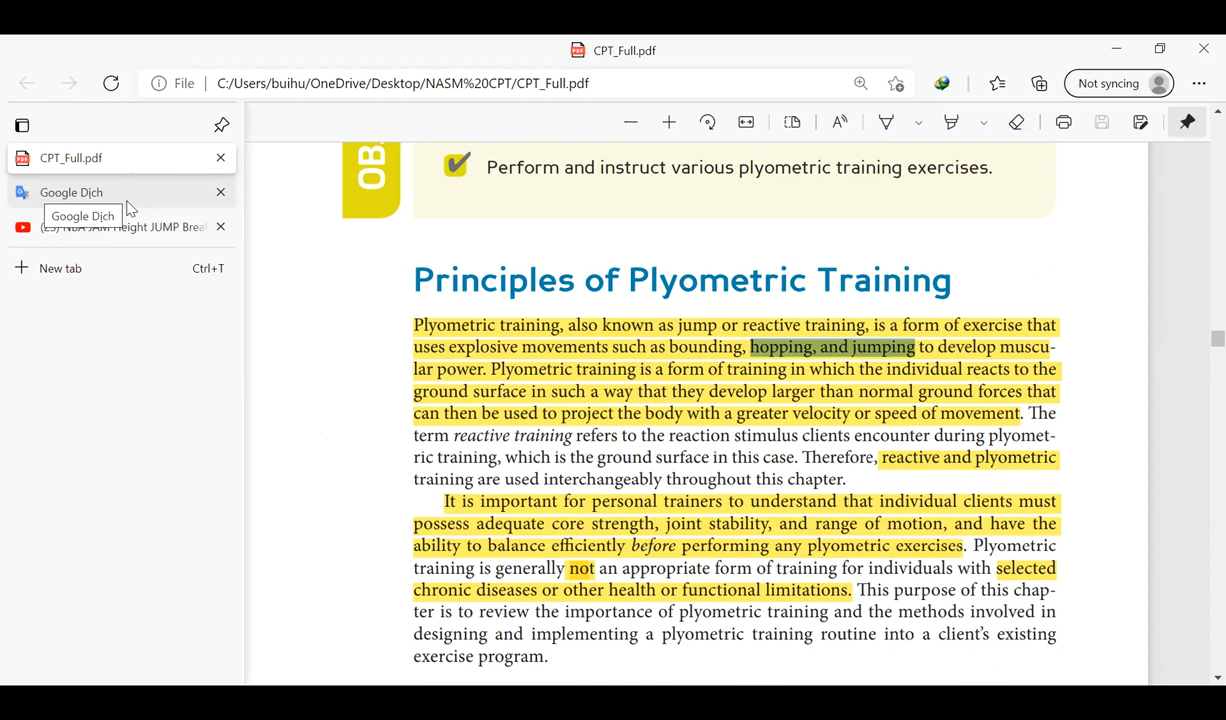 CPT_Full.pdf
File | C:/Users/buihu/OneDrive/Desktop/NASM%20CPT/CPT_Full.pdf
Not syncing
CPT_Full.pdf
Google Dịch
Google Dịch
NBA JAM Height JUMP Brea
New tab Ctrl+T
OB
Perform and instruct various plyometric training exercises.
Principles of Plyometric Training
Plyometric training, also known as jump or reactive training, is a form of exercise that
uses explosive movements such as bounding, hopping, and jumping to develop muscu-
lar power. Plyometric training is a form of training in which the individual reacts to the
ground surface in such a way that they develop larger than normal ground forces that
can then be used to project the body with a greater velocity or speed of movement. The
term reactive training refers to the reaction stimulus clients encounter during plyomet-
ric training, which is the ground surface in this case. Therefore, reactive and plyometric
training are used interchangeably throughout this chapter.
It is important for personal trainers to understand that individual clients must
possess adequate core strength, joint stability, and range of motion, and have the
ability to balance efficiently before performing any plyometric exercises. Plyometric
training is generally not an appropriate form of training for individuals with selected
chronic diseases or other health or functional limitations. This purpose of this chap-
ter is to review the importance of plyometric training and the methods involved in
designing and implementing a plyometric training routine into a client's existing
exercise program.